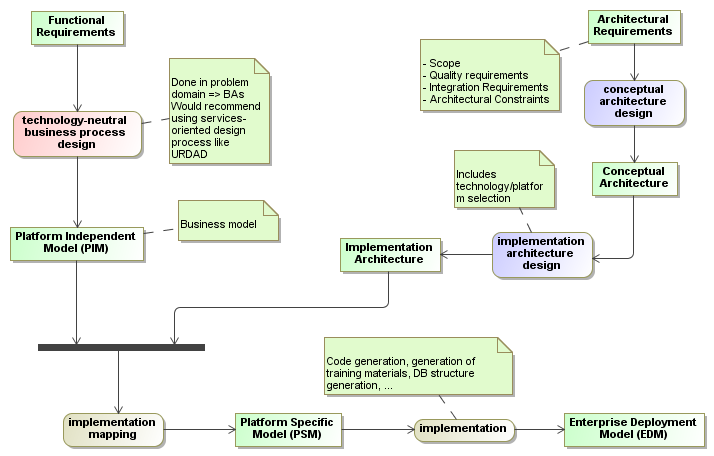 Functional
Requirements
Architectural
Requirements
- Scope
- Quality requirements
- Integration Requirements
- Architectural Constraints
Done in problem
domain => BAs
Would recommend
using services-
oriented design
process like
URDAD
technology-neutral
business process
design
conceptual
architecture
design
Includes
technology/platfor
m selection
Conceptual
Architecture
Business model
Platform Independent
Model (PIM)
Implementation
Architecture
implementation
architecture
design
Code generation, generation of
training materials, DB structure
generation, ...
implementation
mapping
Platform Specific
Model (PSM)
implementation
Enterprise Deployment
Model (EDM)